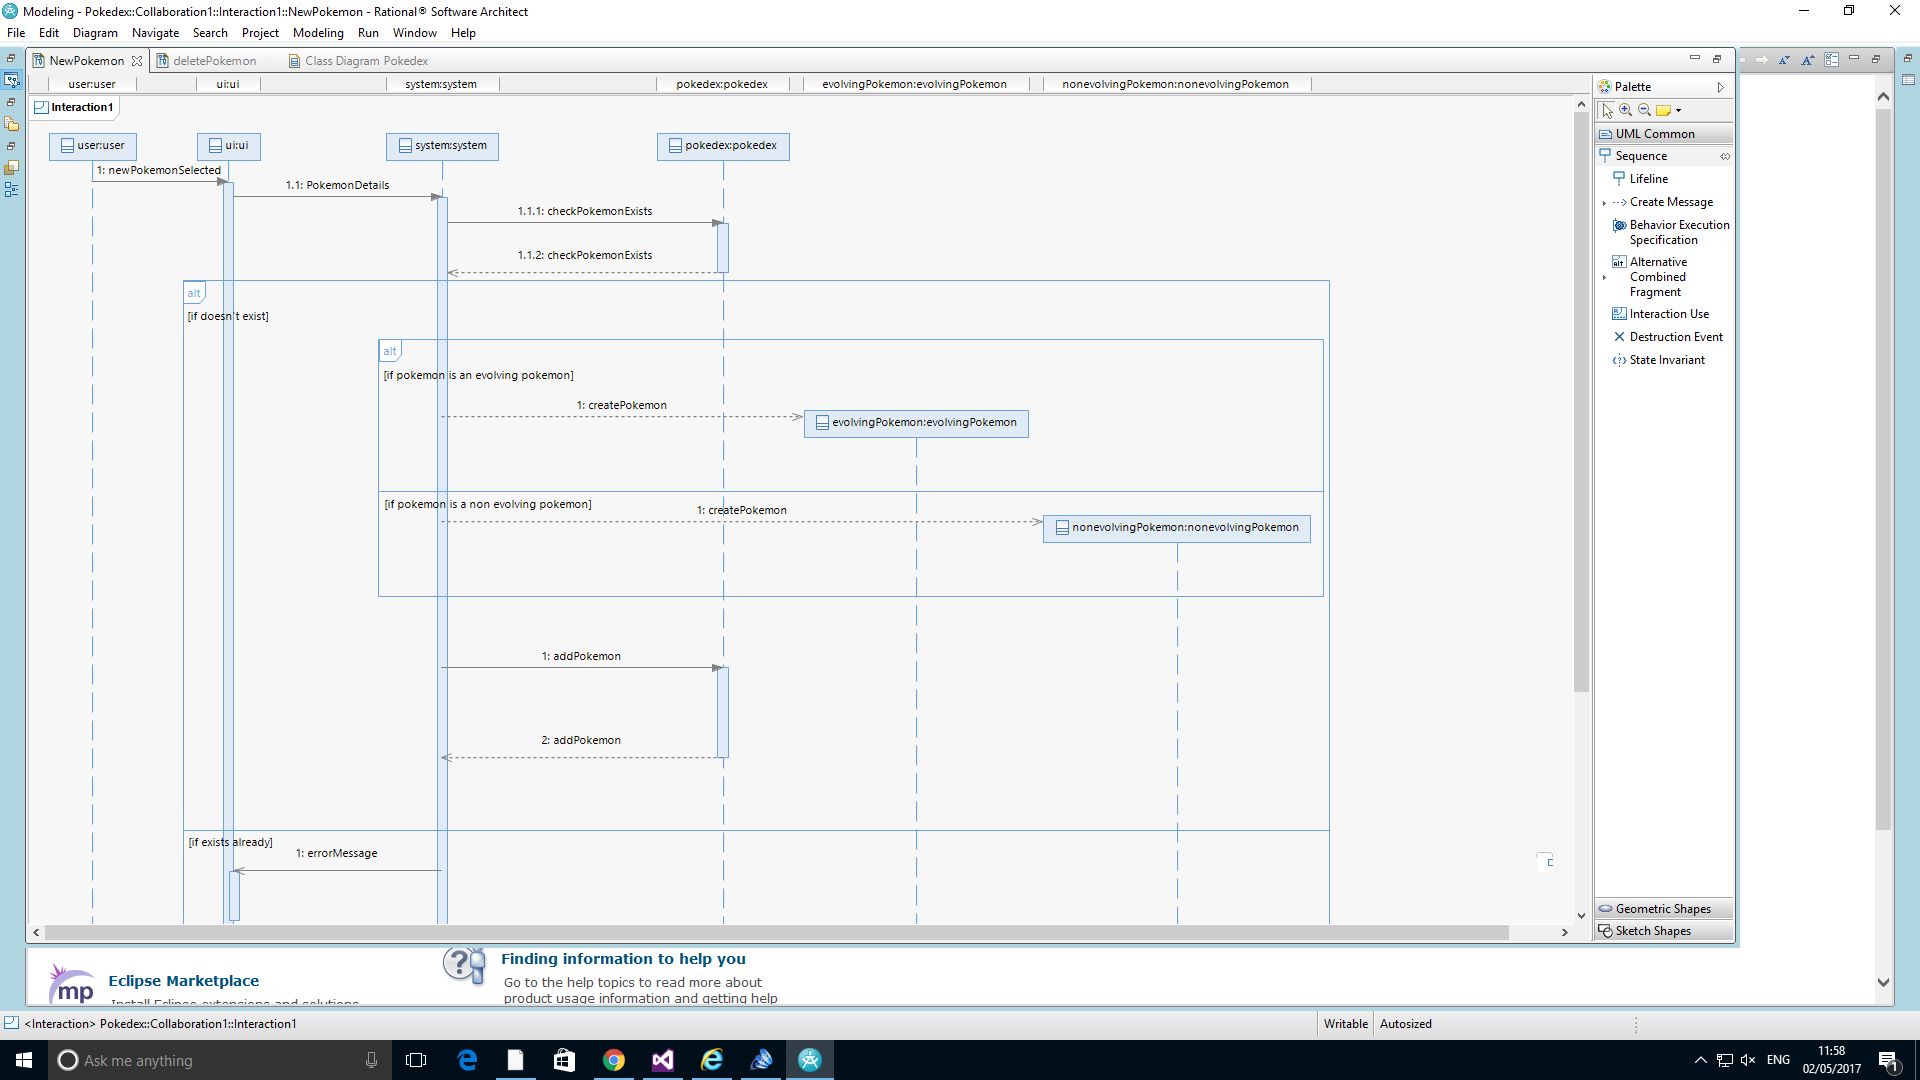 Modeling - Pokedex::Collaboration1::Interaction1::NewPokemon - Rational® Software Architect
File Edit Diagram Navigate Search Project Modeling Run Window Help
NewPokemon deletePokemon Class Diagram Pokedex
user:user ui:ui system:system pokedex:pokedex evolvingPokemon:evolvingPokemon nonevolvingPokemon:nonevolvingPokemon
Interaction1
user:user ui:ui system:system pokedex:pokedex
1: newPokemonSelected
1.1: PokemonDetails
1.1.1: checkPokemonExists
1.1.2: checkPokemonExists
alt
[if doesn't exist]
alt
[if pokemon is an evolving pokemon]
1: createPokemon
evolvingPokemon:evolvingPokemon
[if pokemon is a non evolving pokemon]
1: createPokemon
nonevolvingPokemon:nonevolvingPokemon
1: addPokemon
2: addPokemon
[if exists already]
1: errorMessage
Palette
UML Common
Sequence
Lifeline
Create Message
Behavior Execution
Specification
Alternative
Combined
Fragment
Interaction Use
Destruction Event
State Invariant
Geometric Shapes
Sketch Shapes
mp
Eclipse Marketplace
Install Eclipse extensions and solutions
Finding information to help you
Go to the help topics to read more about
product usage information and getting help
<Interaction> Pokedex::Collaboration1::Interaction1
Writable Autosized
Ask me anything
ENG
11:58
02/05/2017
1